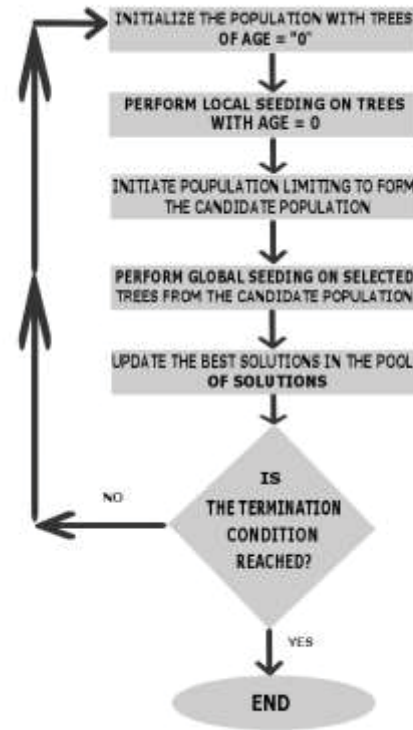 INITIALIZE THE POPULATION WITH TREES
OF AGE = "0"
PERFORM LOCAL SEEDING ON TREES
WITH AGE = 0
INITIATE POUPULATION LIMITING TO FORM
THE CANDIDATE POPULATION
PERFORM GLOBAL SEEDING ON SELECTED
TREES FROM THE CANDIDATE POPULATION
UPDATE THE BEST SOLUTIONS IN THE POOL
OF SOLUTIONS
IS
THE TERMINATION
CONDITION
REACHED?
NO
YES
END